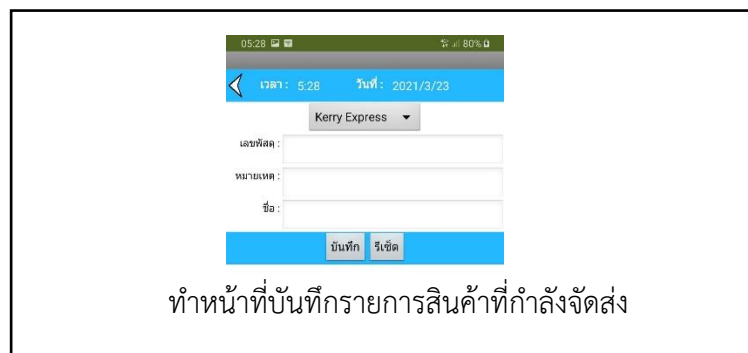 05:28 80%
เวลา : 5:28 วันที่ : 2021/3/23
Kerry Express
เลขพัสดุ :
หมายเหตุ :
ชื่อ :
บันทึก รีเซ็ต
ทำหน้าที่บันทึกรายการสินค้าที่กำลังจัดส่ง